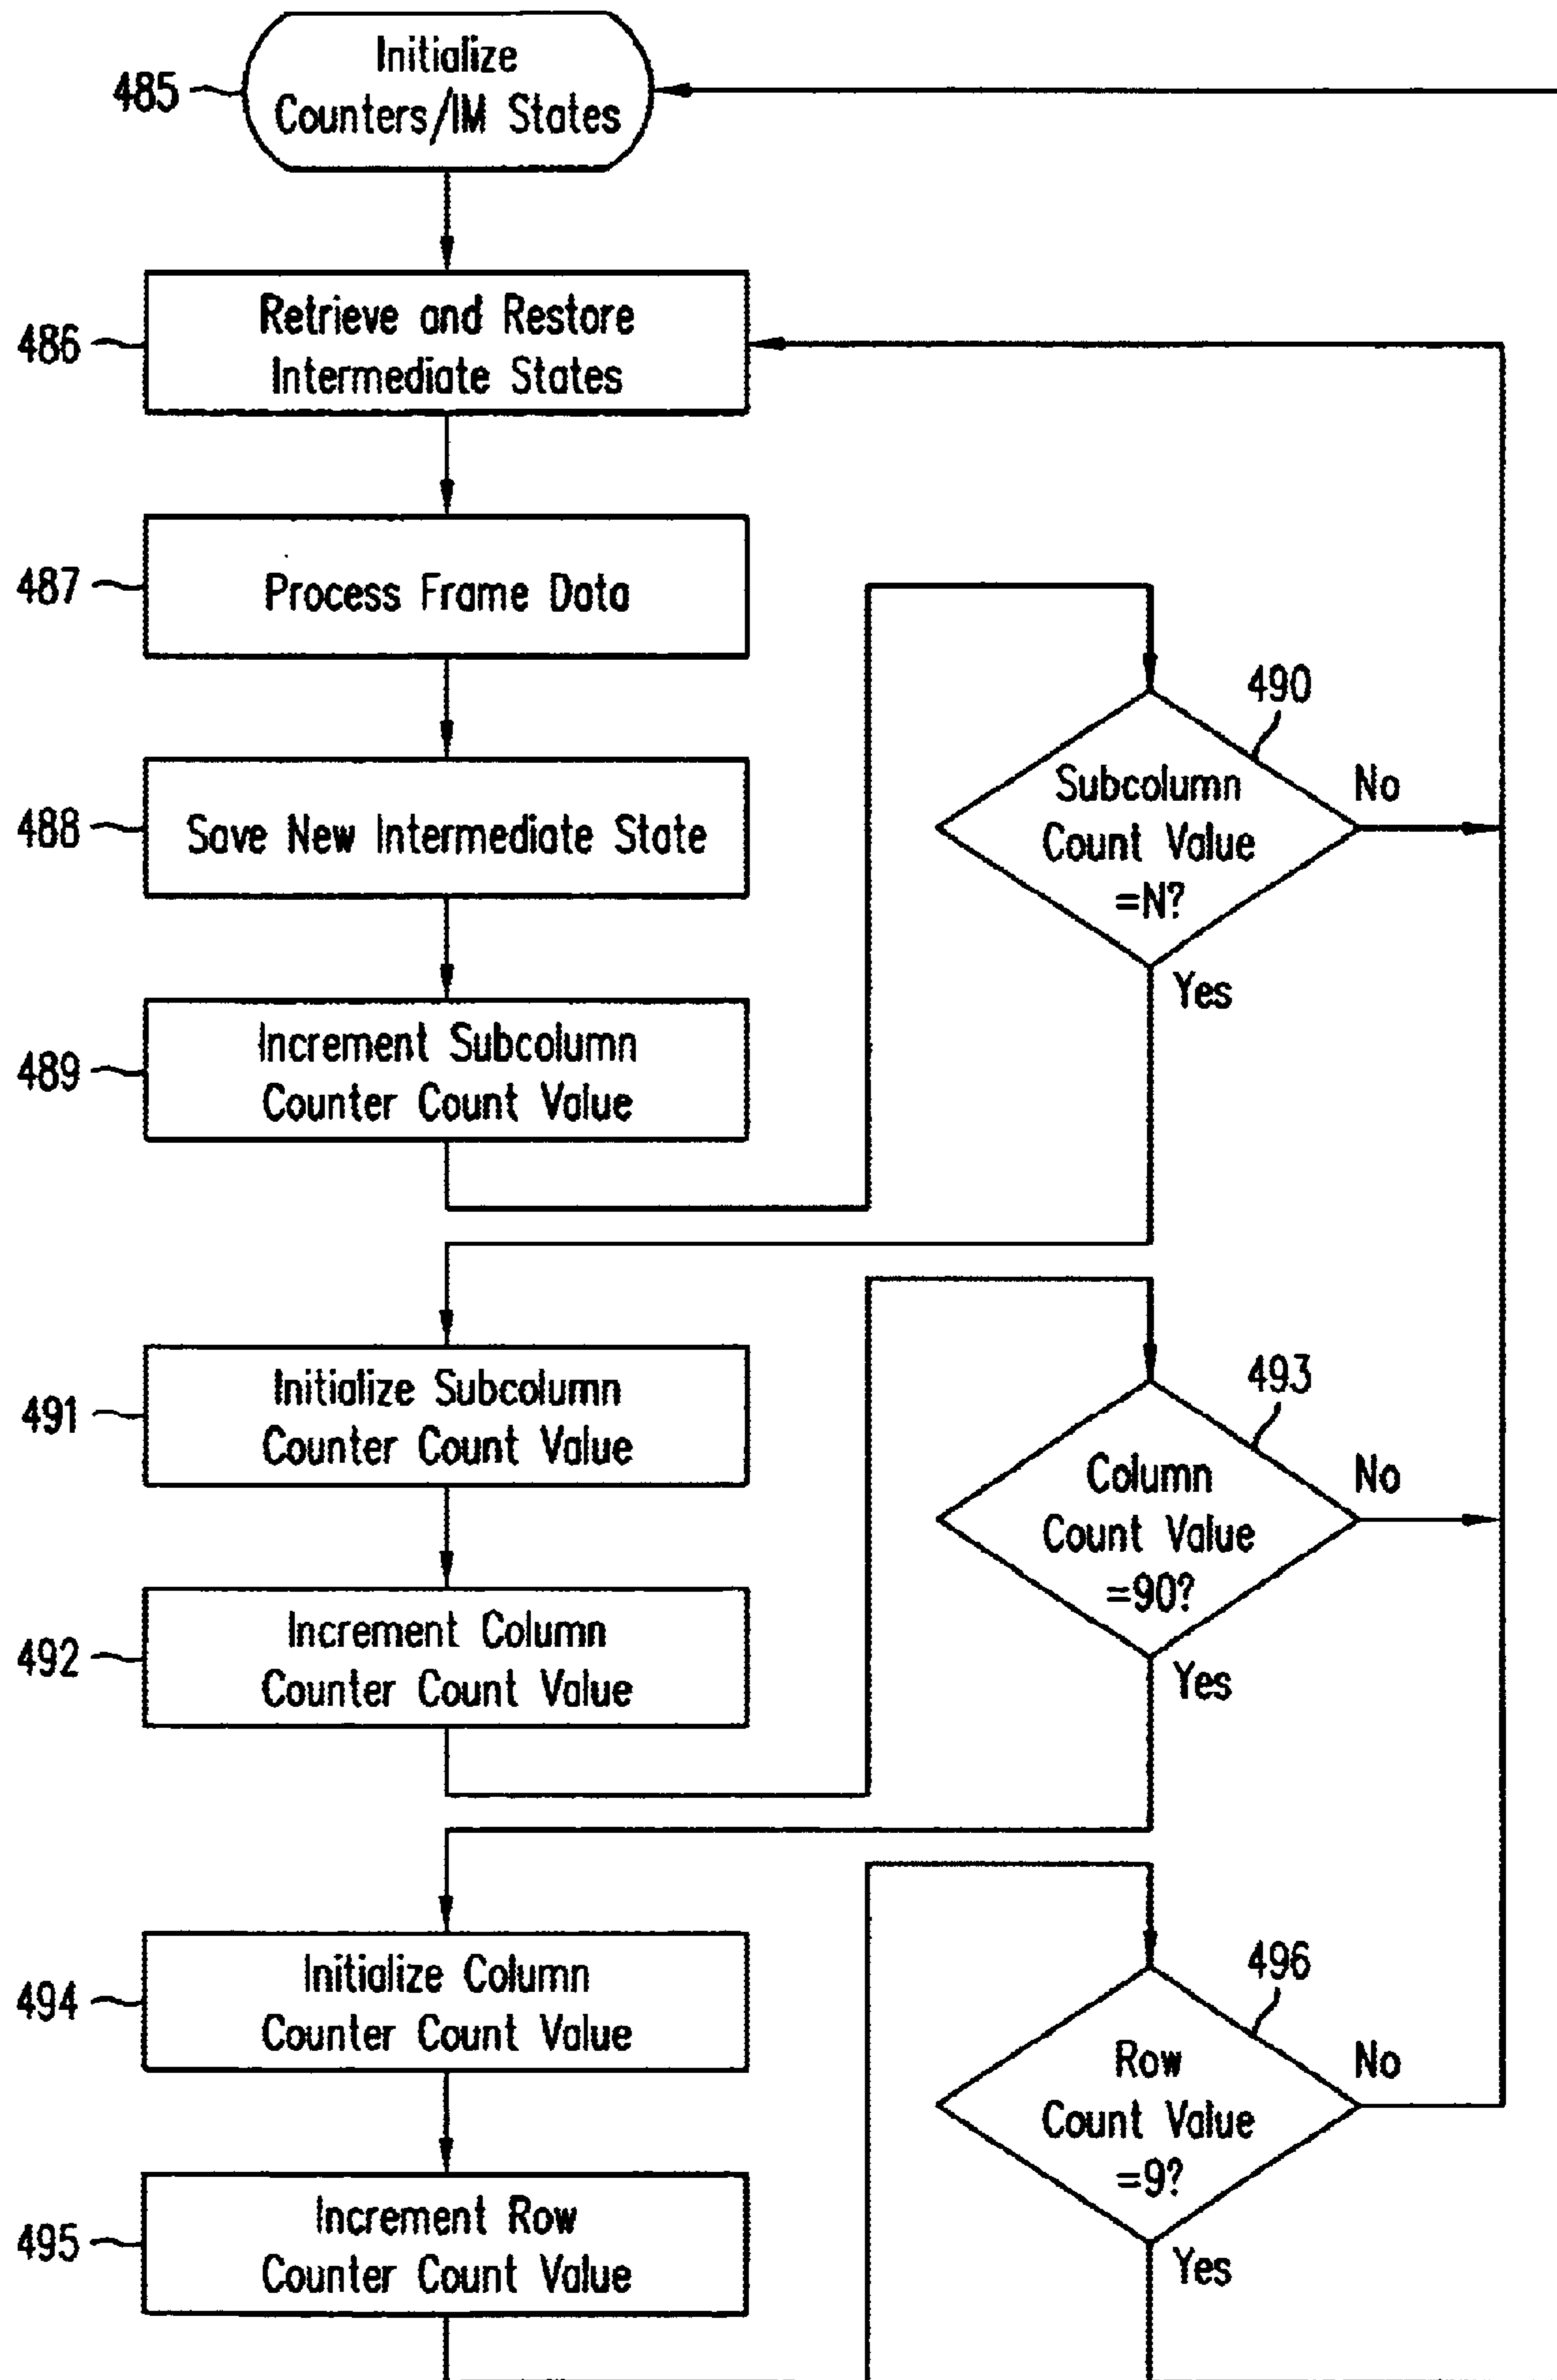 485
Initialize
Counters/IM States
486
Retrieve and Restore
Intermediate States
487
Process Frame Data
488
Save New Intermediate State
489
Increment Subcolumn
Counter Count Value
490
Subcolumn
Count Value
=N?
No
Yes
491
Initialize Subcolumn
Counter Count Value
492
Increment Column
Counter Count Value
493
Column
Count Value
=90?
No
Yes
494
Initialize Column
Counter Count Value
495
Increment Row
Counter Count Value
496
Row
Count Value
=9?
No
Yes